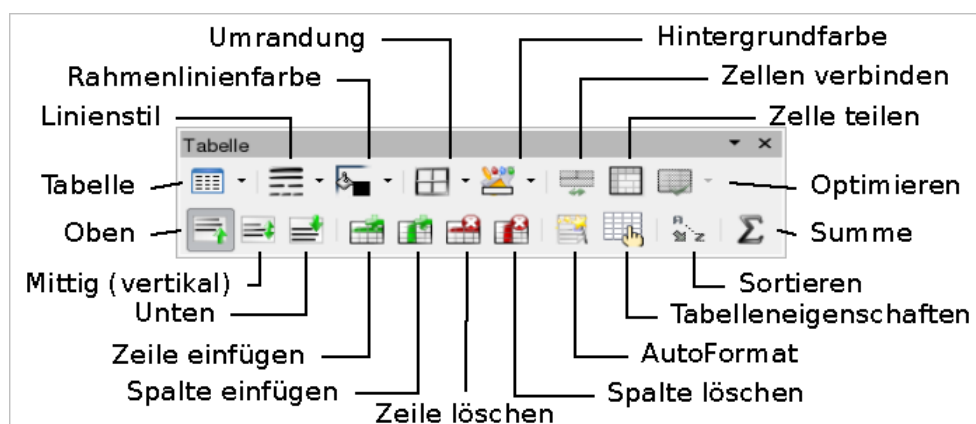 Umrandung
Hintergrundfarbe
Rahmenlinienfarbe
Zellen verbinden
Linienstil
Zelle teilen
Tabelle
Tabelle
Optimieren
Oben
Summe
Mittig (vertikal)
Sortieren
Unten
Tabelleneigenschaften
Zeile einfügen
AutoFormat
Spalte einfügen
Spalte löschen
Zeile löschen